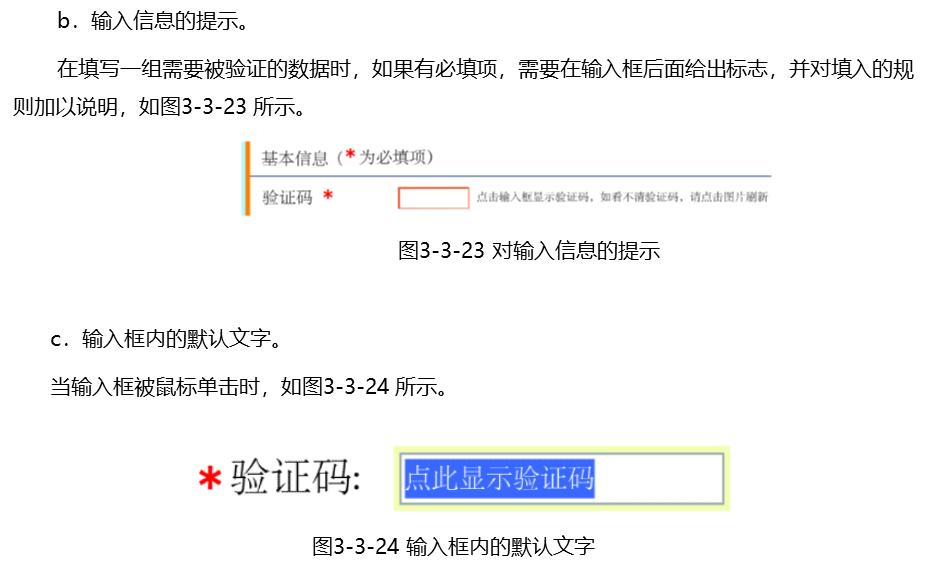 b．输入信息的提示。
在填写一组需要被验证的数据时，如果有必填项，需要在输入框后面给出标志，并对填入的规
则加以说明，如图3-3-23 所示。
基本信息（*为必填项）
验证码 * 点击输入框显示验证码，如看不清验证码，请点击图片刷新
图3-3-23 对输入信息的提示
c．输入框内的默认文字。
当输入框被鼠标单击时，如图3-3-24 所示。
*验证码: 点此显示验证码
图3-3-24 输入框内的默认文字